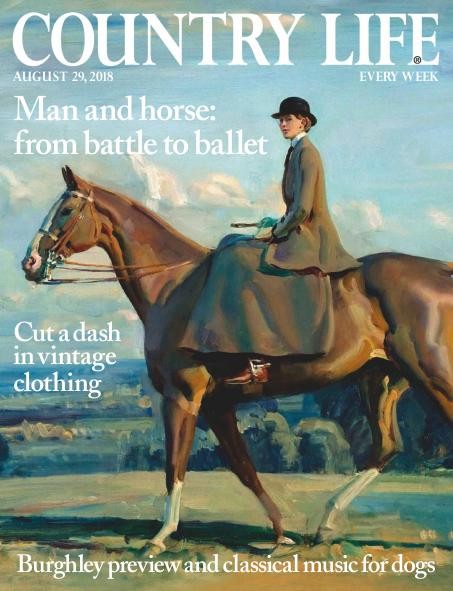 COUNTRY LIFE®
AUGUST 29, 2018 EVERY WEEK
Man and horse:
from battle to ballet
Cut a dash
in vintage
clothing
Burghley preview and classical music for dogs